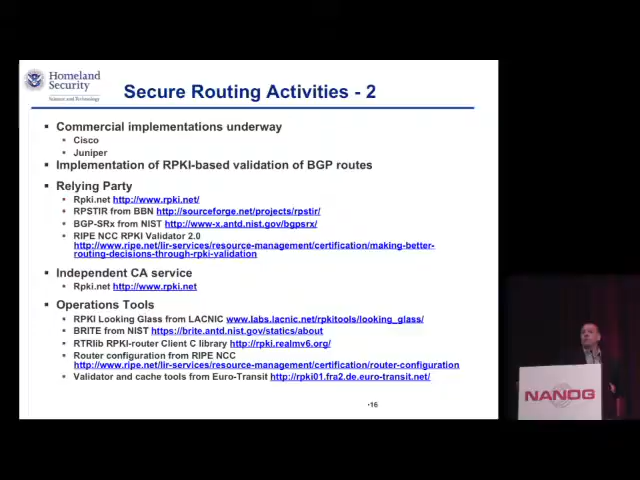 Homeland
Security
Science and Technology
Secure Routing Activities - 2
Commercial implementations underway
Cisco
Juniper
Implementation of RPKI-based validation of BGP routes
Relying Party
Rpki.net http://www.rpki.net/
RPSTIR from BBN http://sourceforge.net/projects/rpstir/
BGP-SRx from NIST http://www-x.antd.nist.gov/bgpsrx/
RIPE NCC RPKI Validator 2.0
http://www.ripe.net/lir-services/resource-management/certification/making-better-
routing-decisions-through-rpki-validation
Independent CA service
Rpki.net http://www.rpki.net
Operations Tools
RPKI Looking Glass from LACNIC www.labs.lacnic.net/rpkitools/looking_glass/
BRITE from NIST https://brite.antd.nist.gov/statics/about
RTRlib RPKI-router Client C library http://rpki.realmv6.org/
Router configuration from RIPE NCC
http://www.ripe.net/lir-services/resource-management/certification/router-configuration
Validator and cache tools from Euro-Transit http://rpki01.fra2.de.euro-transit.net/
16
NANOG